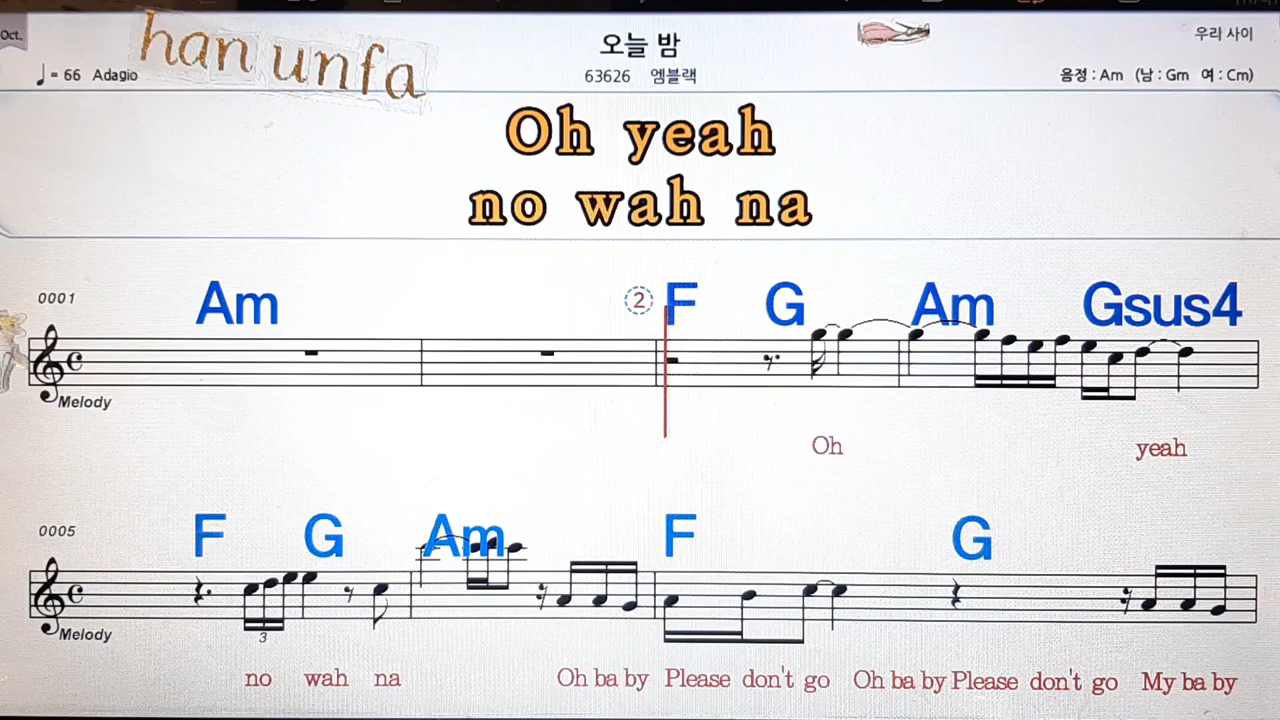 Oct.
han unfa
오늘 밤
우리 사이
♩= 66 Adagio
63626 엠블랙
음정 : Am (남 : Gm 여 : Cm)
Oh yeah
no wah na
0001
Am ② F G Am Gsus4
Melody
Oh yeah
0005
F G Am F G
Melody
3
no wah na Oh ba by Please don't go Oh ba by Please don't go My ba by